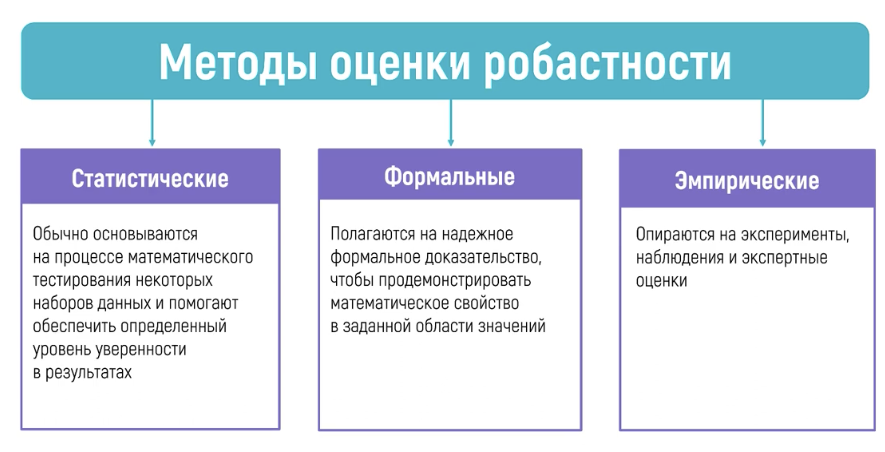 Методы оценки робастности
Статистические
Обычно основываются
на процессе математического
тестирования некоторых
наборов данных и помогают
обеспечить определенный
уровень уверенности
в результатах
Формальные
Полагаются на надежное
формальное доказательство,
чтобы продемонстрировать
математическое свойство
в заданной области значений
Эмпирические
Опираются на эксперименты,
наблюдения и экспертные
оценки